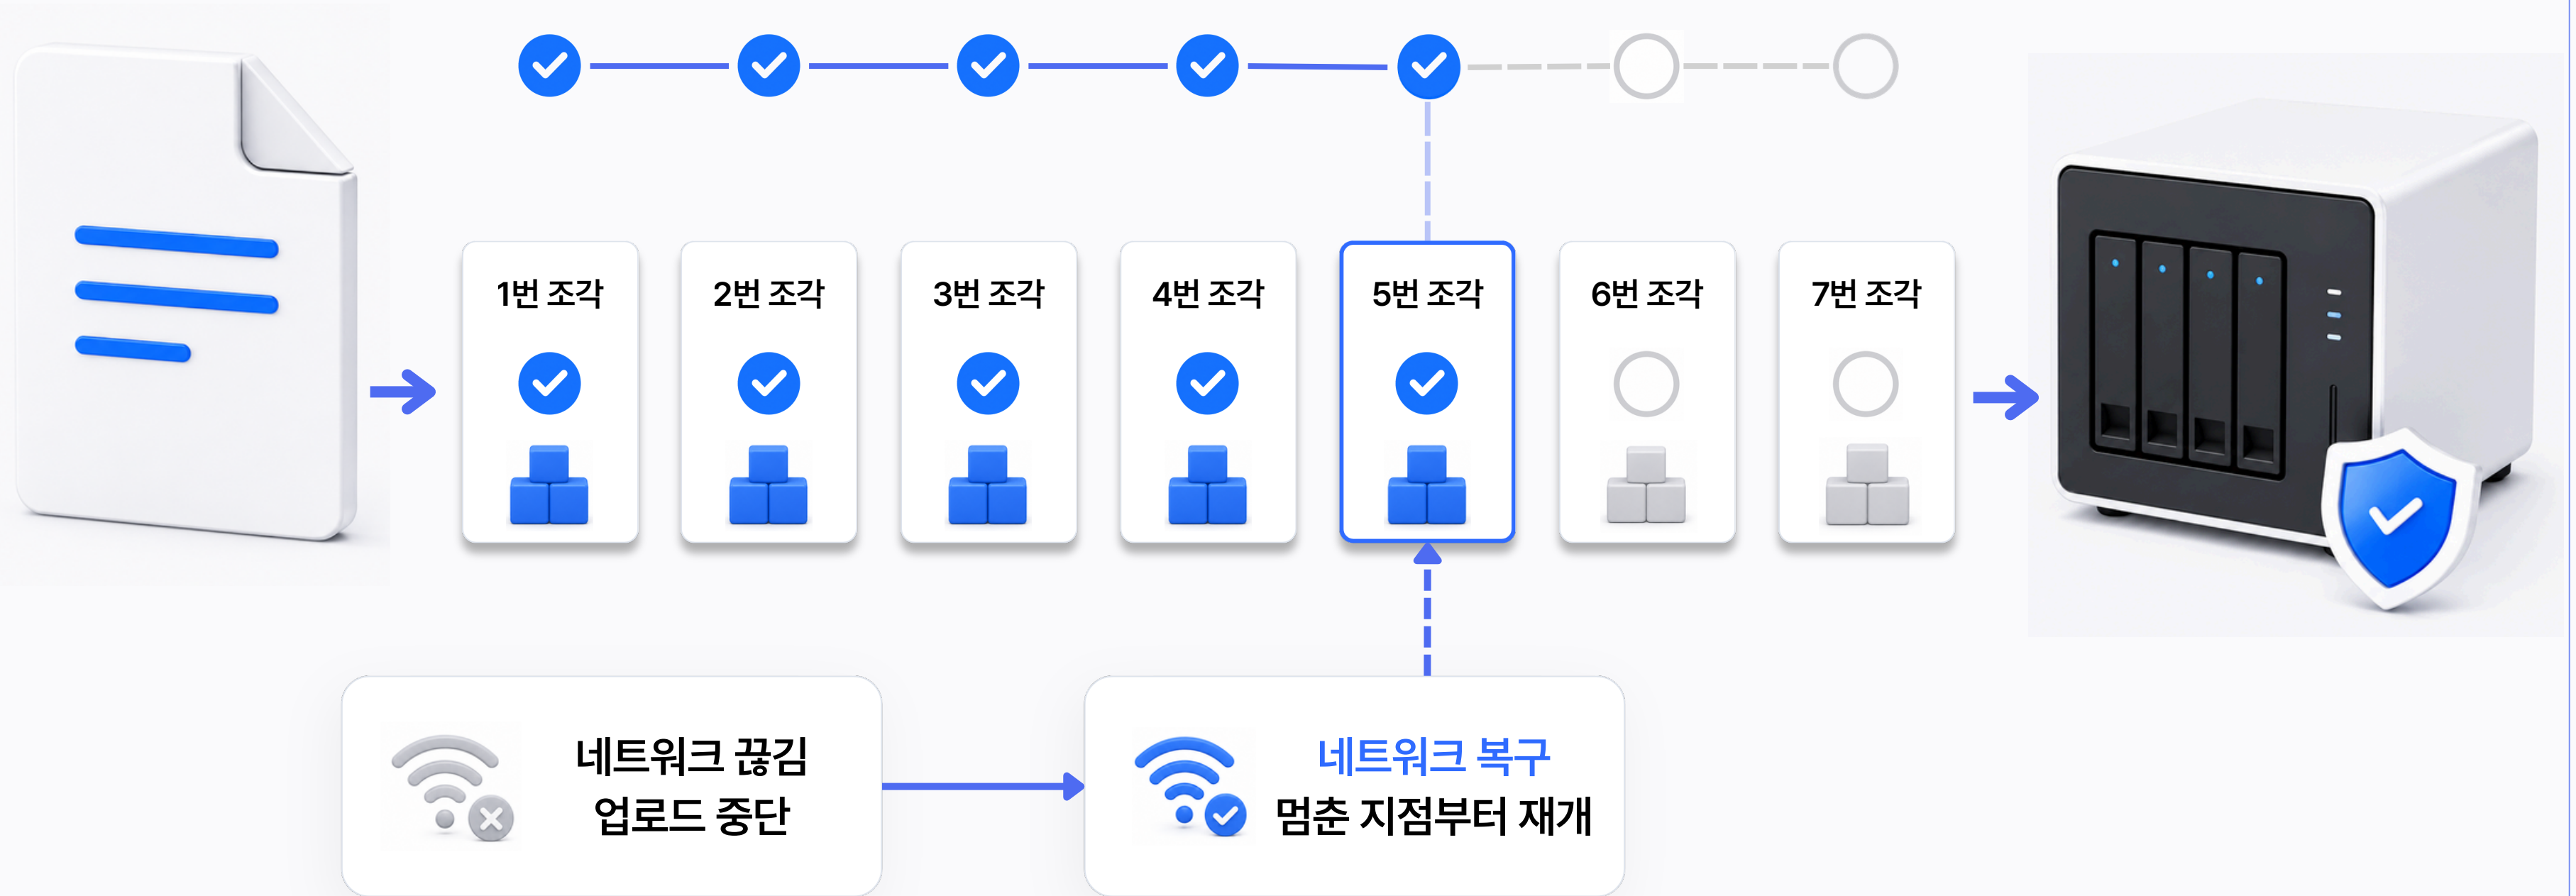 1번 조각
2번 조각
3번 조각
4번 조각
5번 조각
6번 조각
7번 조각
네트워크 끊김
업로드 중단
네트워크 복구
멈춘 지점부터 재개